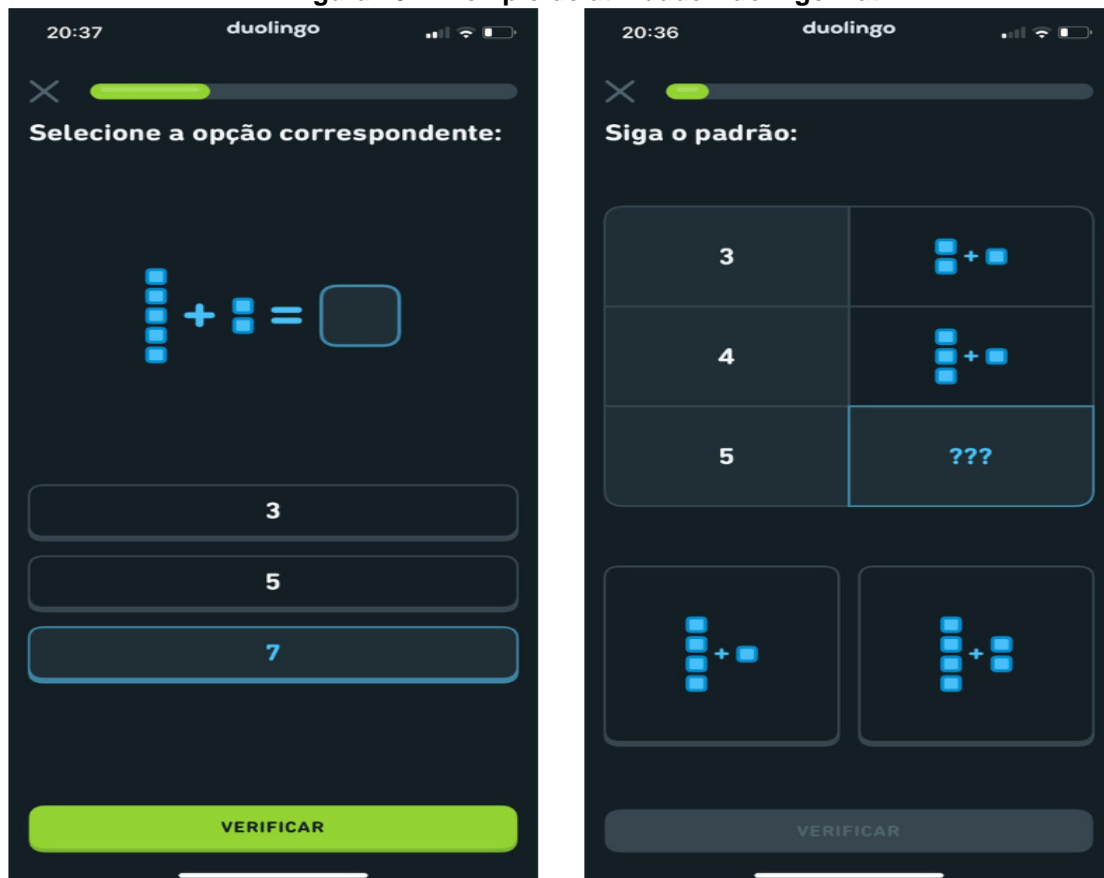 20:37 duolingo
Selecione a opção correspondente:
+ =
3
5
7
VERIFICAR
20:36 duolingo
Siga o padrão:
3 +
4 +
5 ???
+ +
VERIFICAR